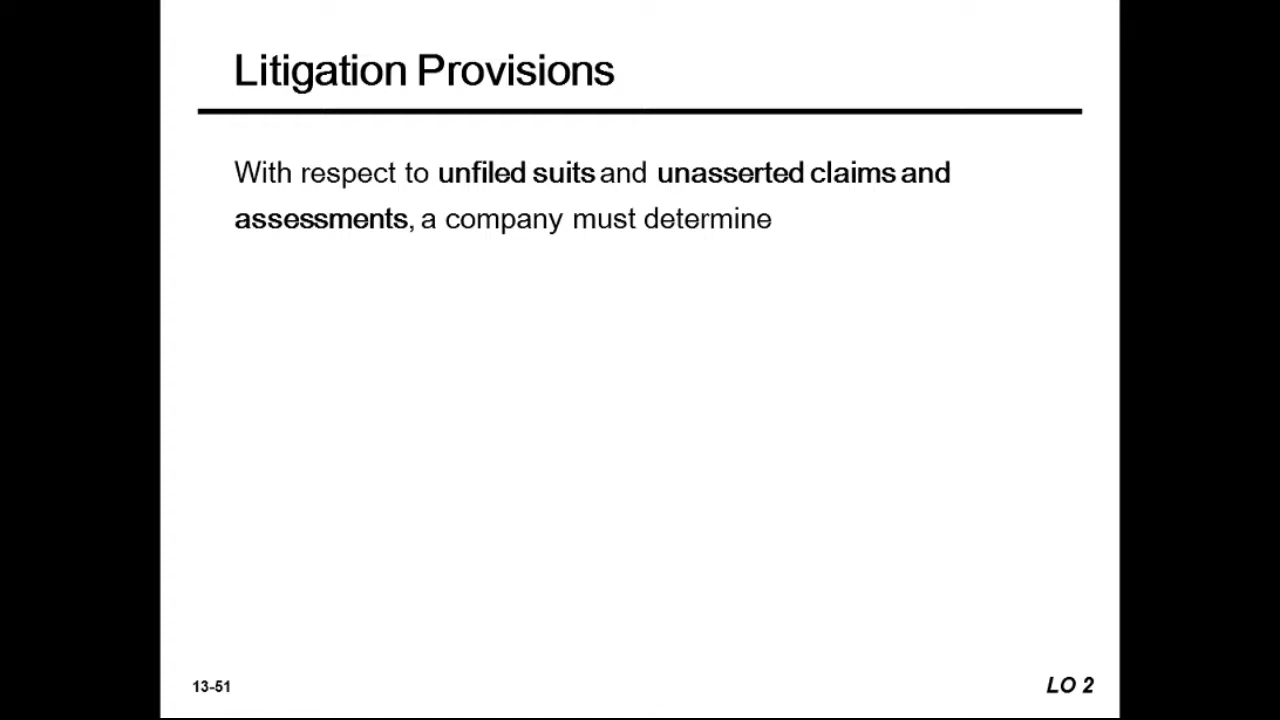 Litigation Provisions
With respect to unfiled suits and unasserted claims and
assessments, a company must determine
13-51
LO 2